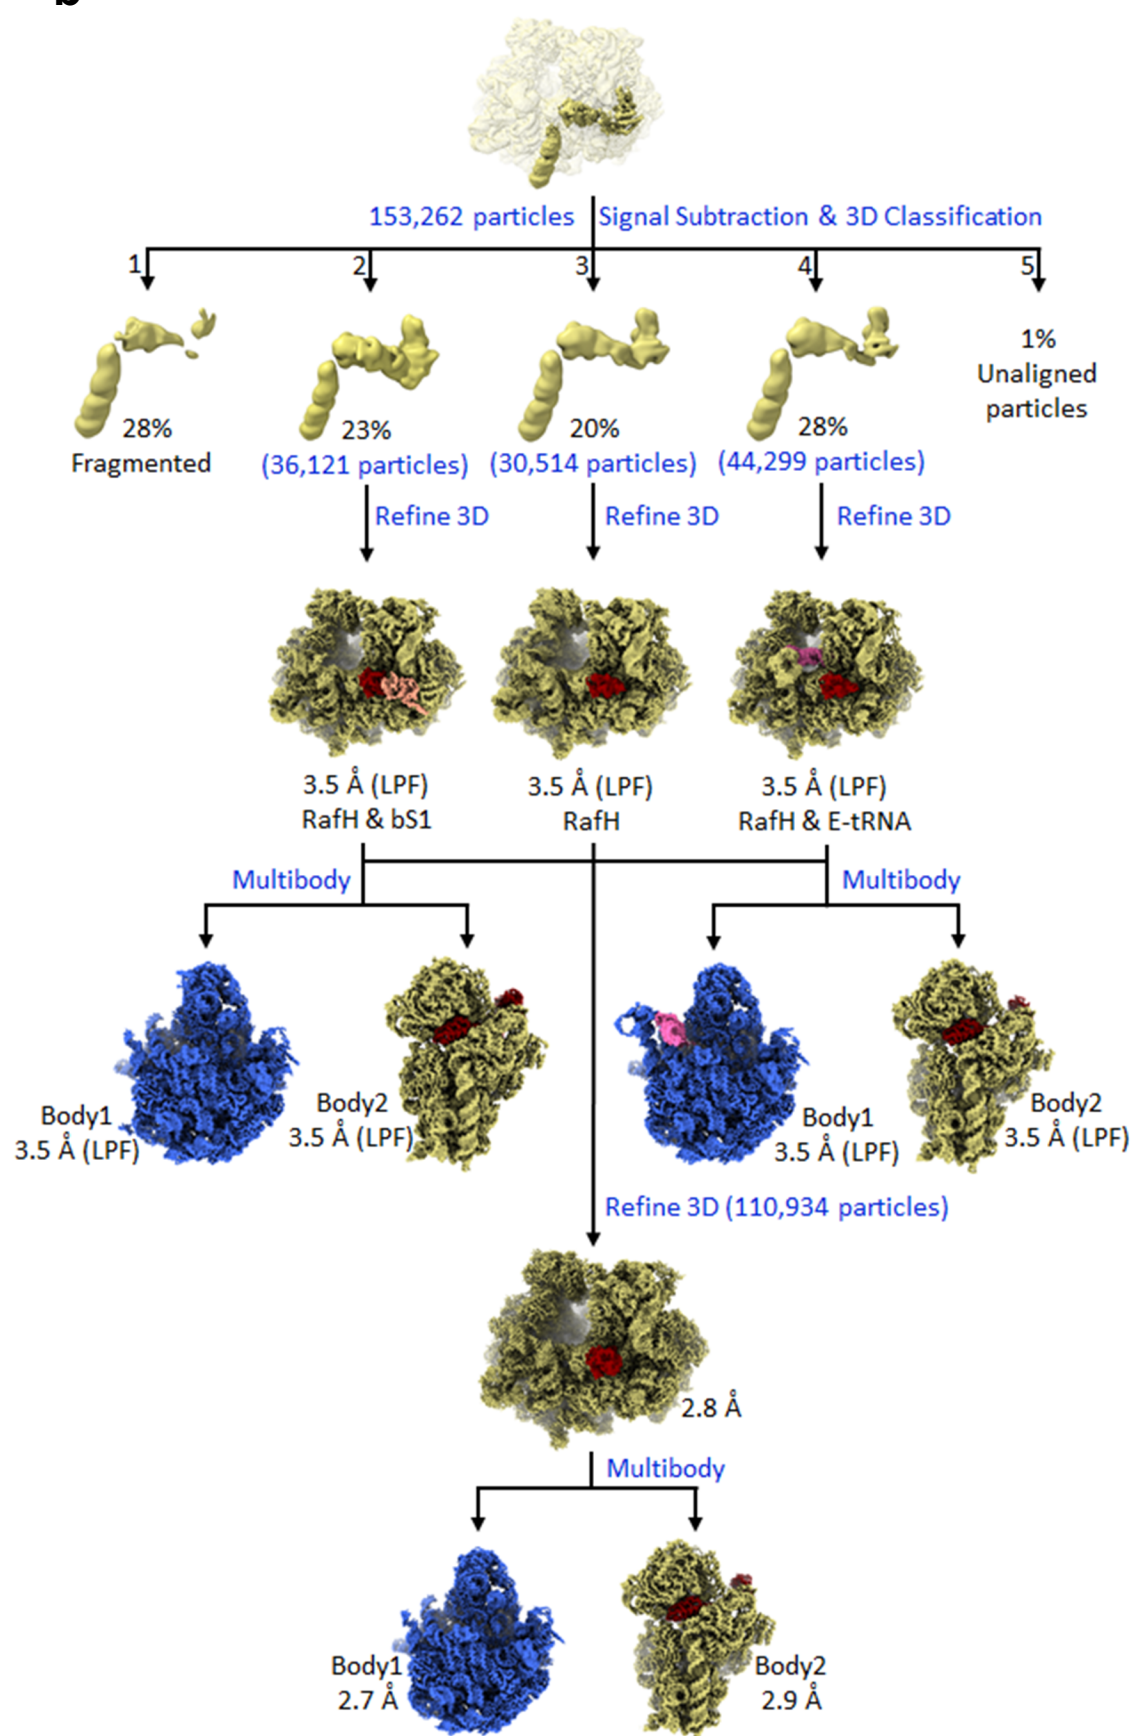 b
153,262 particles
Signal Subtraction & 3D Classification
1
2
3
4
5
28%
Fragmented
23%
(36,121 particles)
20%
(30,514 particles)
28%
(44,299 particles)
1%
Unaligned
particles
Refine 3D
Refine 3D
Refine 3D
3.5 Å (LPF)
RafH & bS1
3.5 Å (LPF)
RafH
3.5 Å (LPF)
RafH & E-tRNA
Multibody
Multibody
Body1
3.5 Å (LPF)
Body2
3.5 Å (LPF)
Body1
3.5 Å (LPF)
Body2
3.5 Å (LPF)
Refine 3D (110,934 particles)
2.8 Å
Multibody
Body1
2.7 Å
Body2
2.9 Å